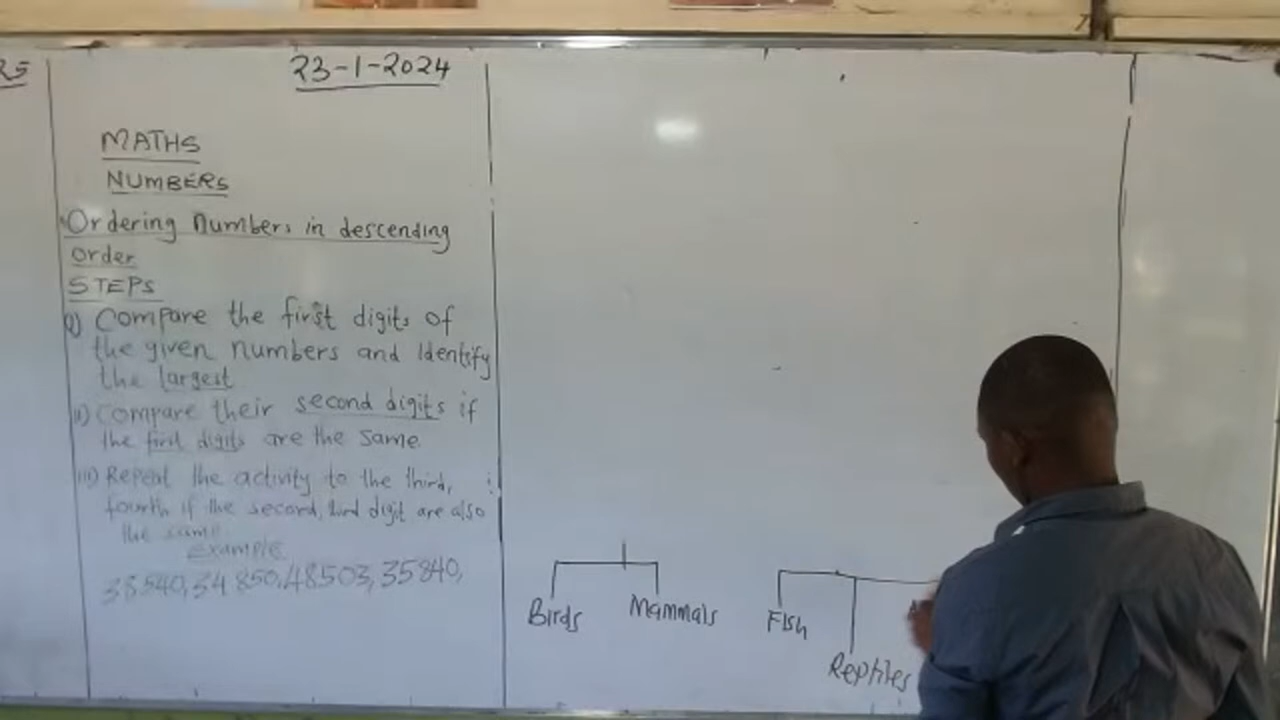 25
23-1-2024
MATHS
NUMBERS
Ordering numbers in descending
order
STEPS
i) Compare the first digits of
the given numbers and identify
the largest
ii) Compare their second digits if
the first digits are the same
iii) Repeat the activity to the third,
fourth if the second, third digit are also
the same
Example
38540, 34850, 48503, 35840,
Birds
Mammals
Fish
Reptiles